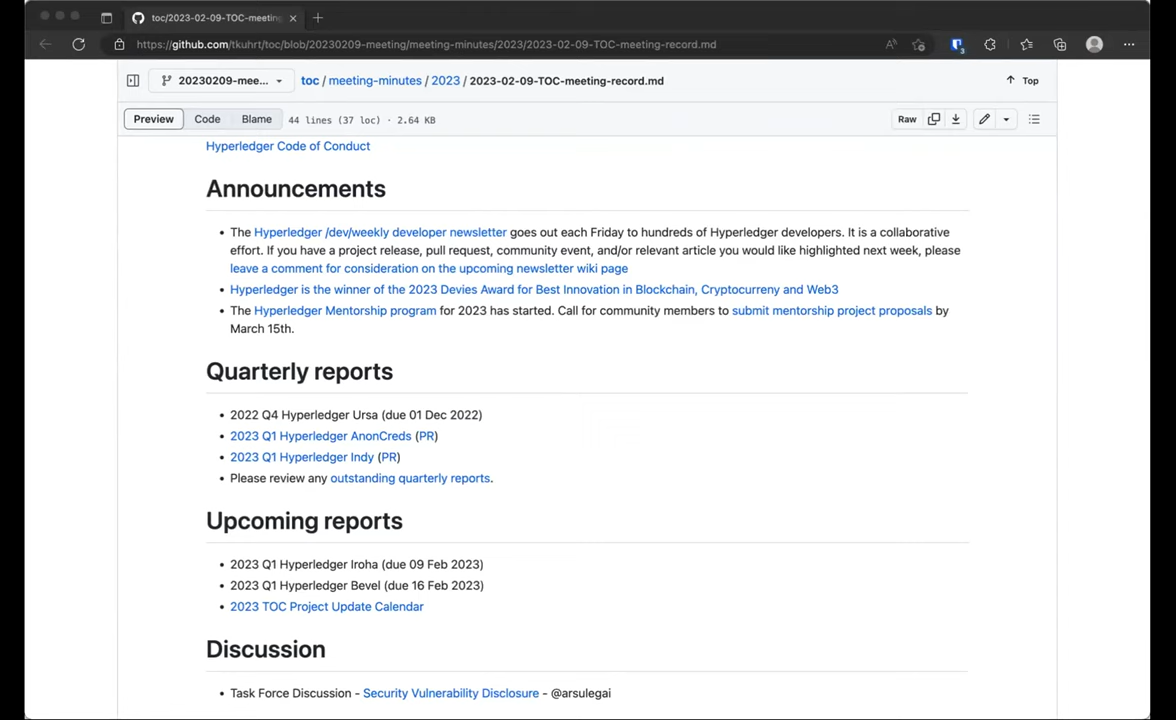 toc/2023-02-09-TOC-meeting
https://github.com/tkuhrt/toc/blob/20230209-meeting/meeting-minutes/2023/2023-02-09-TOC-meeting-record.md
20230209-mee... toc / meeting-minutes / 2023 / 2023-02-09-TOC-meeting-record.md Top
Preview Code Blame 44 lines (37 loc) · 2.64 KB Raw
Hyperledger Code of Conduct
Announcements
• The Hyperledger /dev/weekly developer newsletter goes out each Friday to hundreds of Hyperledger developers. It is a collaborative
effort. If you have a project release, pull request, community event, and/or relevant article you would like highlighted next week, please
leave a comment for consideration on the upcoming newsletter wiki page
• Hyperledger is the winner of the 2023 Devies Award for Best Innovation in Blockchain, Cryptocurreny and Web3
• The Hyperledger Mentorship program for 2023 has started. Call for community members to submit mentorship project proposals by
March 15th.
Quarterly reports
• 2022 Q4 Hyperledger Ursa (due 01 Dec 2022)
• 2023 Q1 Hyperledger AnonCreds (PR)
• 2023 Q1 Hyperledger Indy (PR)
• Please review any outstanding quarterly reports.
Upcoming reports
• 2023 Q1 Hyperledger Iroha (due 09 Feb 2023)
• 2023 Q1 Hyperledger Bevel (due 16 Feb 2023)
• 2023 TOC Project Update Calendar
Discussion
• Task Force Discussion - Security Vulnerability Disclosure - @arsulegai